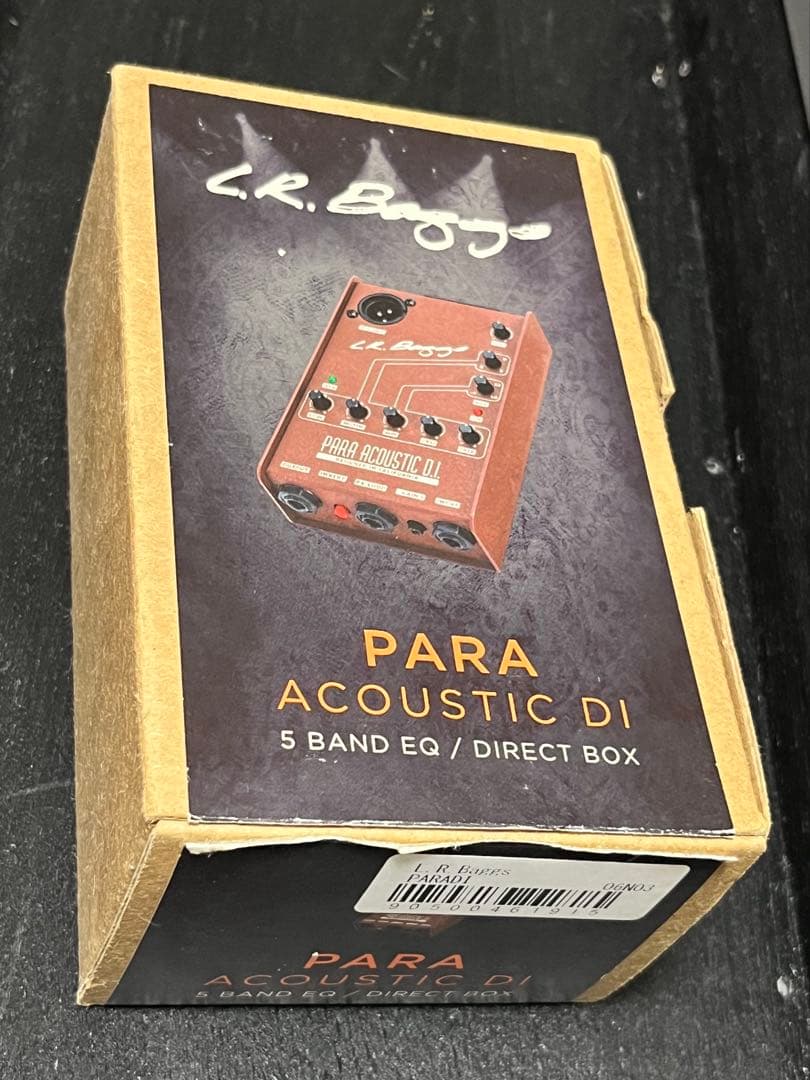 L.R. Baggs
L.R. Baggs
PARA ACOUSTIC D.I.
PARA
ACOUSTIC DI
5 BAND EQ / DIRECT BOX
L.R.Baggs
PARADI 06N03
90500461915
PARA
ACOUSTIC DI
5 BAND EQ / DIRECT BOX